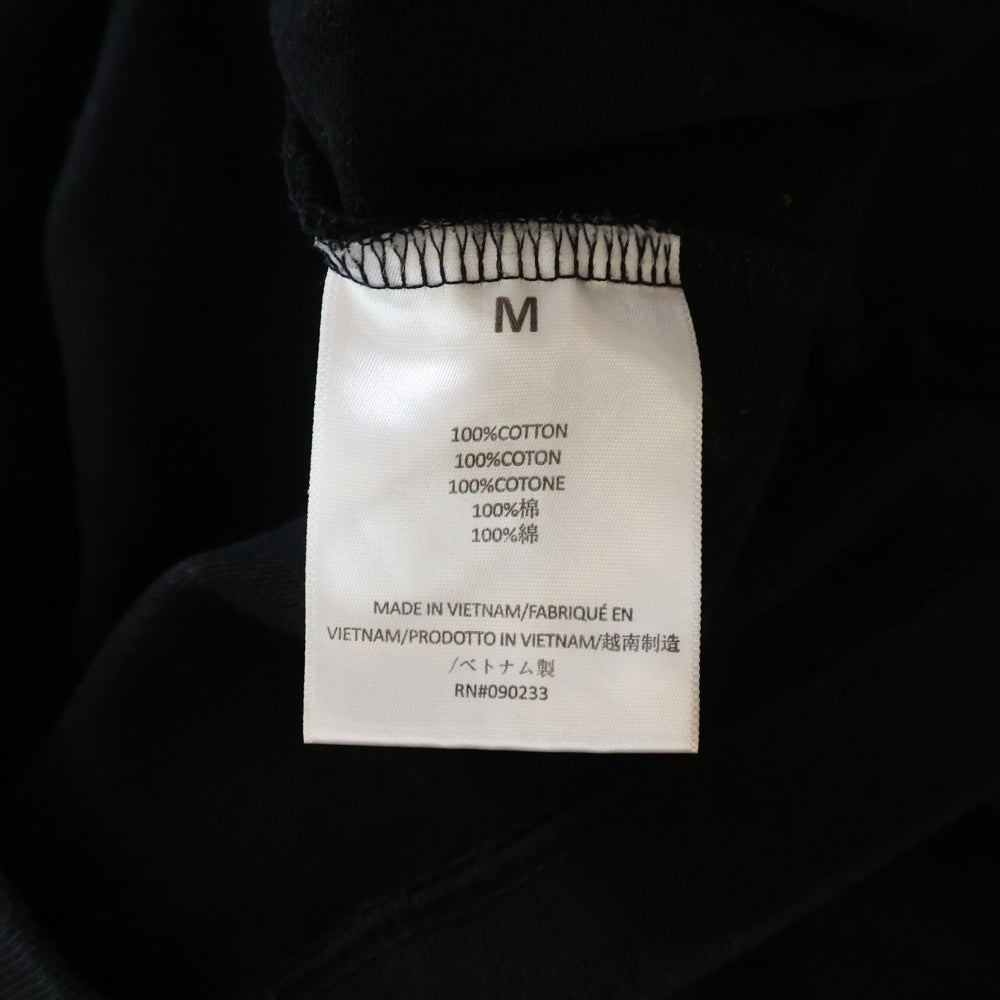 M
100%COTTON
100%COTON
100%COTONE
100%棉
100%綿
MADE IN VIETNAM/FABRIQUÉ EN
VIETNAM/PRODOTTO IN VIETNAM/越南制造
/ベトナム製
RN#090233